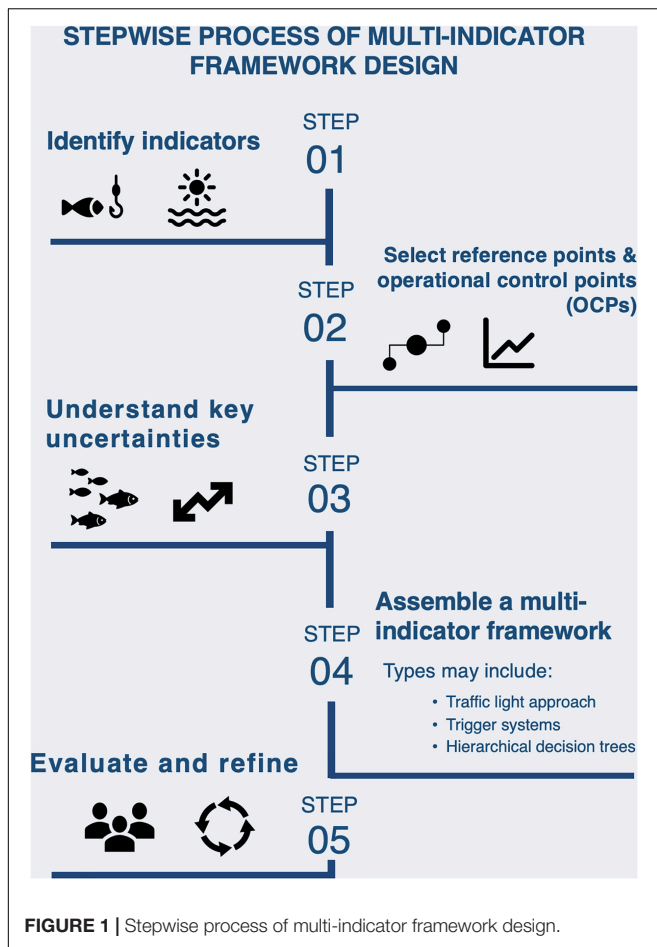 STEPWISE PROCESS OF MULTI-INDICATOR
FRAMEWORK DESIGN
STEP
01
Identify indicators
STEP
02
Select reference points &
operational control points
(OCPs)
STEP
03
Understand key
uncertainties
STEP
04
Assemble a multi-
indicator framework
Types may include:
• Traffic light approach
• Trigger systems
• Hierarchical decision trees
STEP
05
Evaluate and refine
FIGURE 1 | Stepwise process of multi-indicator framework design.